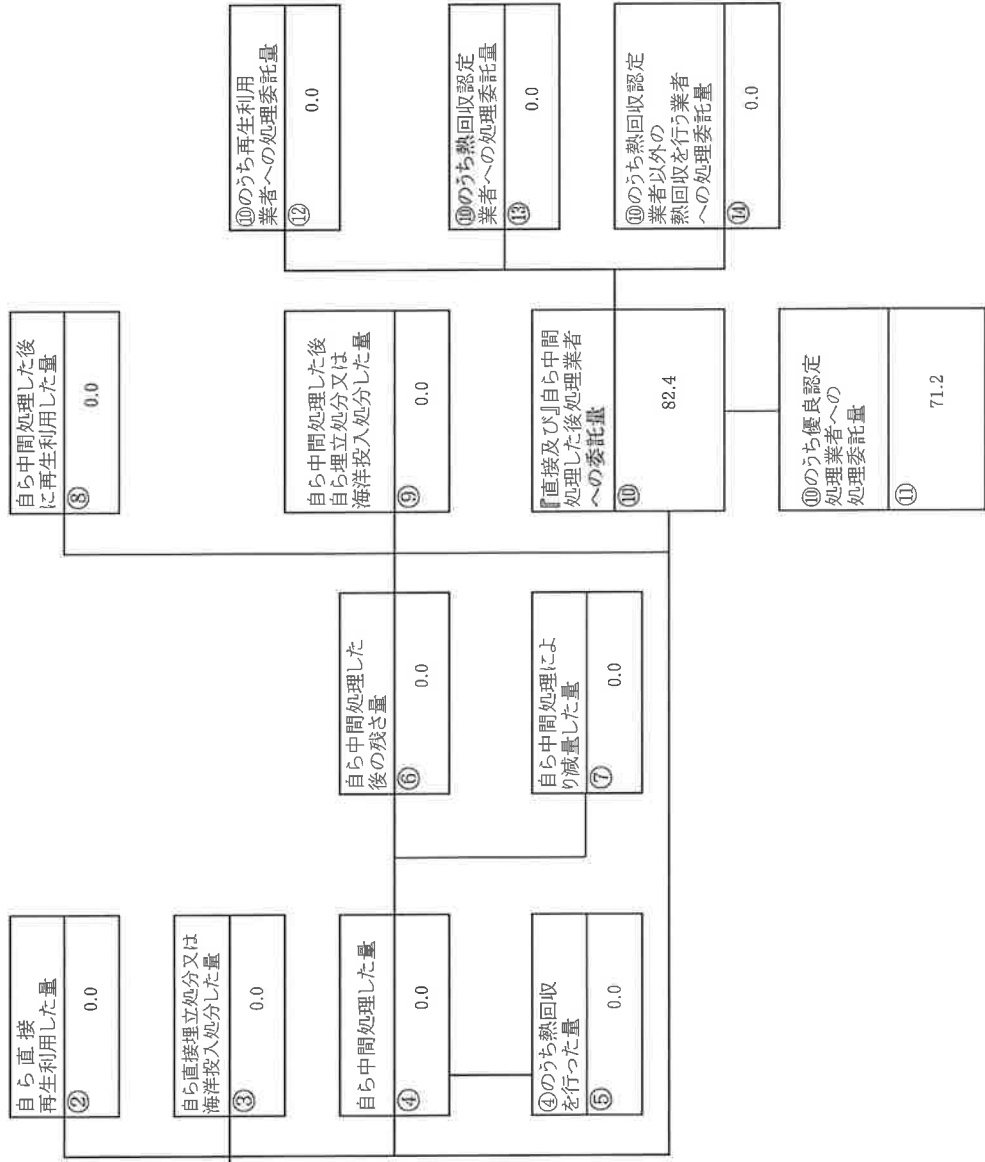 自ら直接
再生利用した量
②
0.0
自ら直接埋立処分又は
海洋投入処分した量
③
0.0
自ら中間処理した量
④
0.0
④のうち熱回収
を行った量
⑤
0.0
自ら中間処理した
後の残さ量
⑥
0.0
自ら中間処理によ
り減量した量
⑦
0.0
自ら中間処理した後
に再生利用した量
⑧
0.0
自ら中間処理した後
自ら埋立処分又は
海洋投入処分した量
⑨
0.0
『直接及び』自ら中間
処理した後処理業者
への委託量
⑩
82.4
⑩のうち優良認定
処理業者への
処理委託量
⑪
71.2
⑩のうち再生利用
業者への処理委託量
⑫
0.0
⑩のうち熱回収認定
業者への処理委託量
⑬
0.0
⑩のうち熱回収認定
業者以外の
熱回収を行う業者
への処理委託量
⑭
0.0